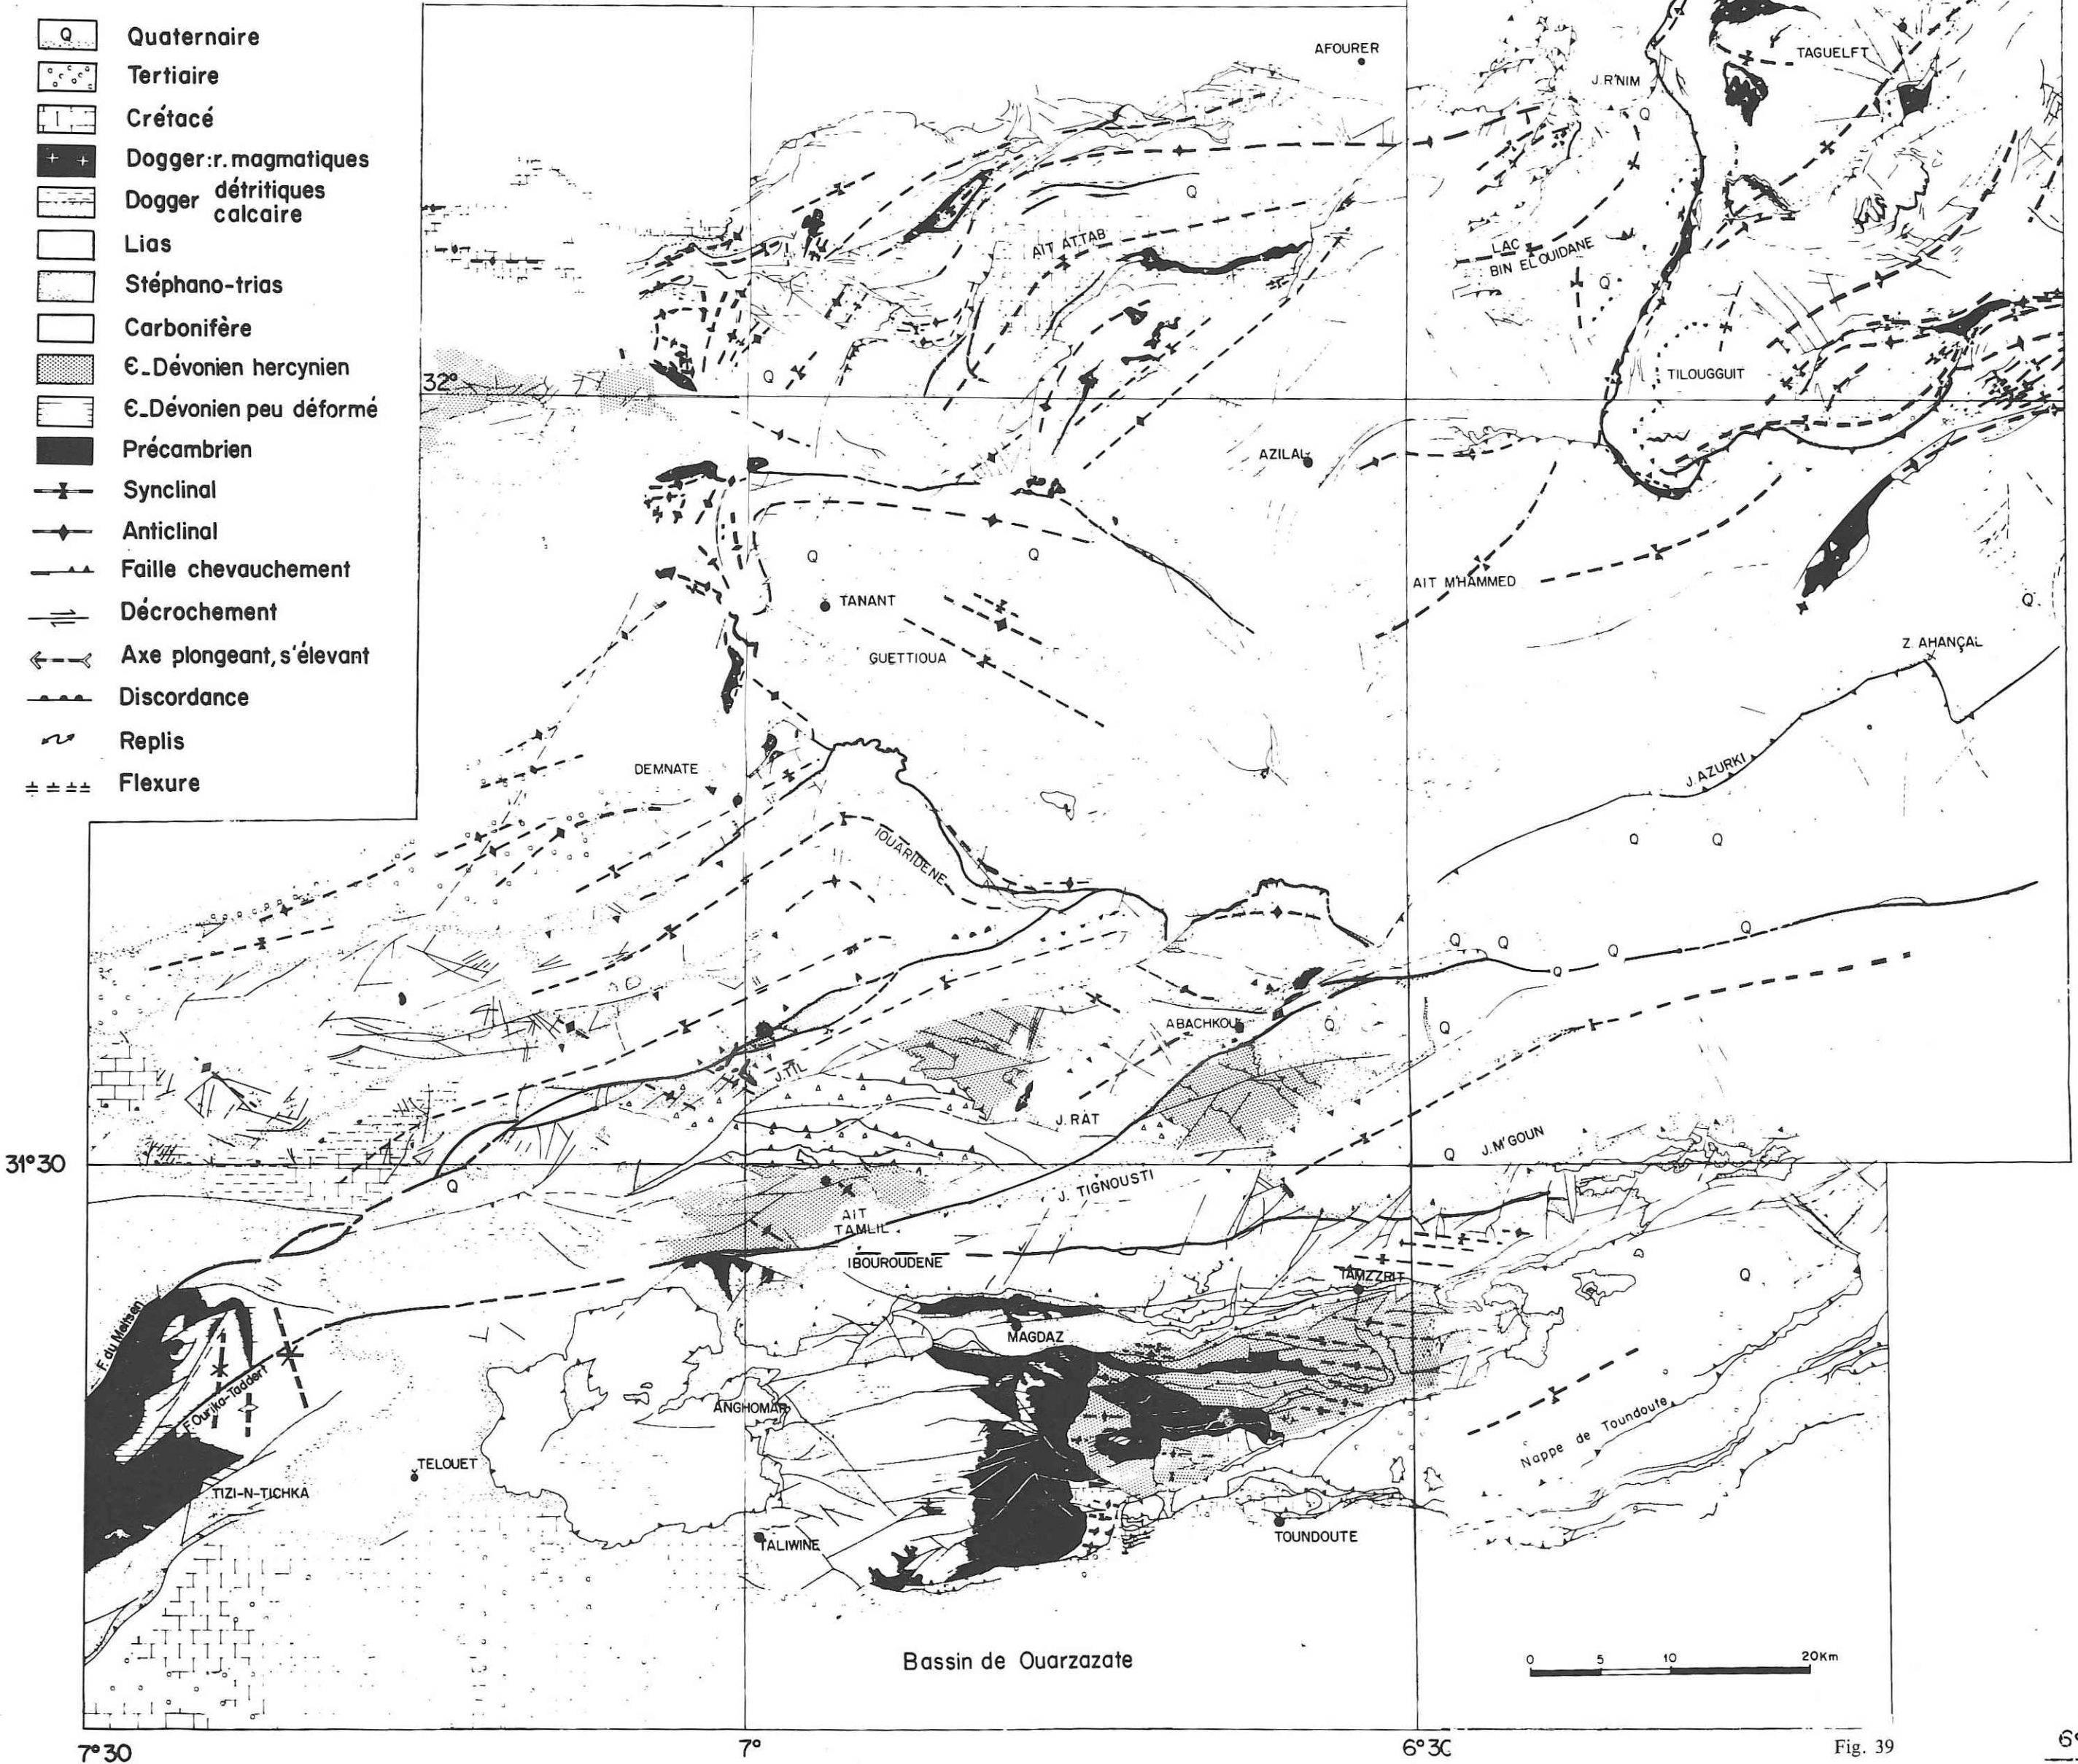 Q Quaternaire
Tertiaire
Crétacé
Dogger: r. magmatiques
Dogger détritiques
calcaire
Lias
Stéphano-trias
Carbonifère
Є_Dévonien hercynien
Є_Dévonien peu déformé
Précambrien
Synclinal
Anticlinal
Faille chevauchement
Décrochement
Axe plongeant, s'élevant
Discordance
Replis
Flexure
AFOURER
J. R'NIM
TAGUELFT
Q
Q
AIT ATTAB
LAC
BIN EL OUIDANE
Q
32°
Q
TILOUGGUIT
AZILAL
Q
Q
AIT M'HAMMED
TANANT
Q
GUETTIOUA
Z. AHANÇAL
DEMNATE
J. AZURKI
IOUARIDENE
Q
Q
Q
Q
Q
Q
Q
ABACHKOU
Q
Q
J. TIL
J. RAT
J. M'GOUN
Q
31°30
Q
J. TIGNOUSTI
AIT
TAMLIL
IBOUROUDENE
TAMZZRIT
Q
F. du Meltsen
MAGDAZ
F. Ourika-Tadderi
ANGHOMAR
Nappe de Toundoute
TELOUET
TIZI-N-TICHKA
TALIWINE
TOUNDOUTE
Bassin de Ouarzazate
0 5 10 20Km
7°30
7°
6°30
Fig. 39
6°